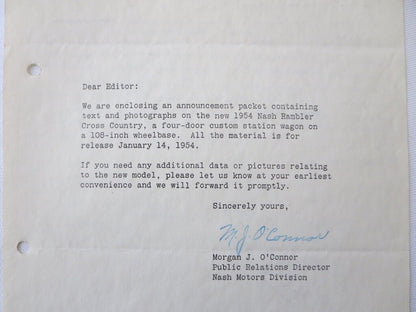 Dear Editor:
We are enclosing an announcement packet containing
text and photographs on the new 1954 Nash Rambler
Cross Country, a four-door custom station wagon on
a 108-inch wheelbase. All the material is for
release January 14, 1954.
If you need any additional data or pictures relating
to the new model, please let us know at your earliest
convenience and we will forward it promptly.
Sincerely yours,
M. J. O'Connor
Morgan J. O'Connor
Public Relations Director
Nash Motors Division